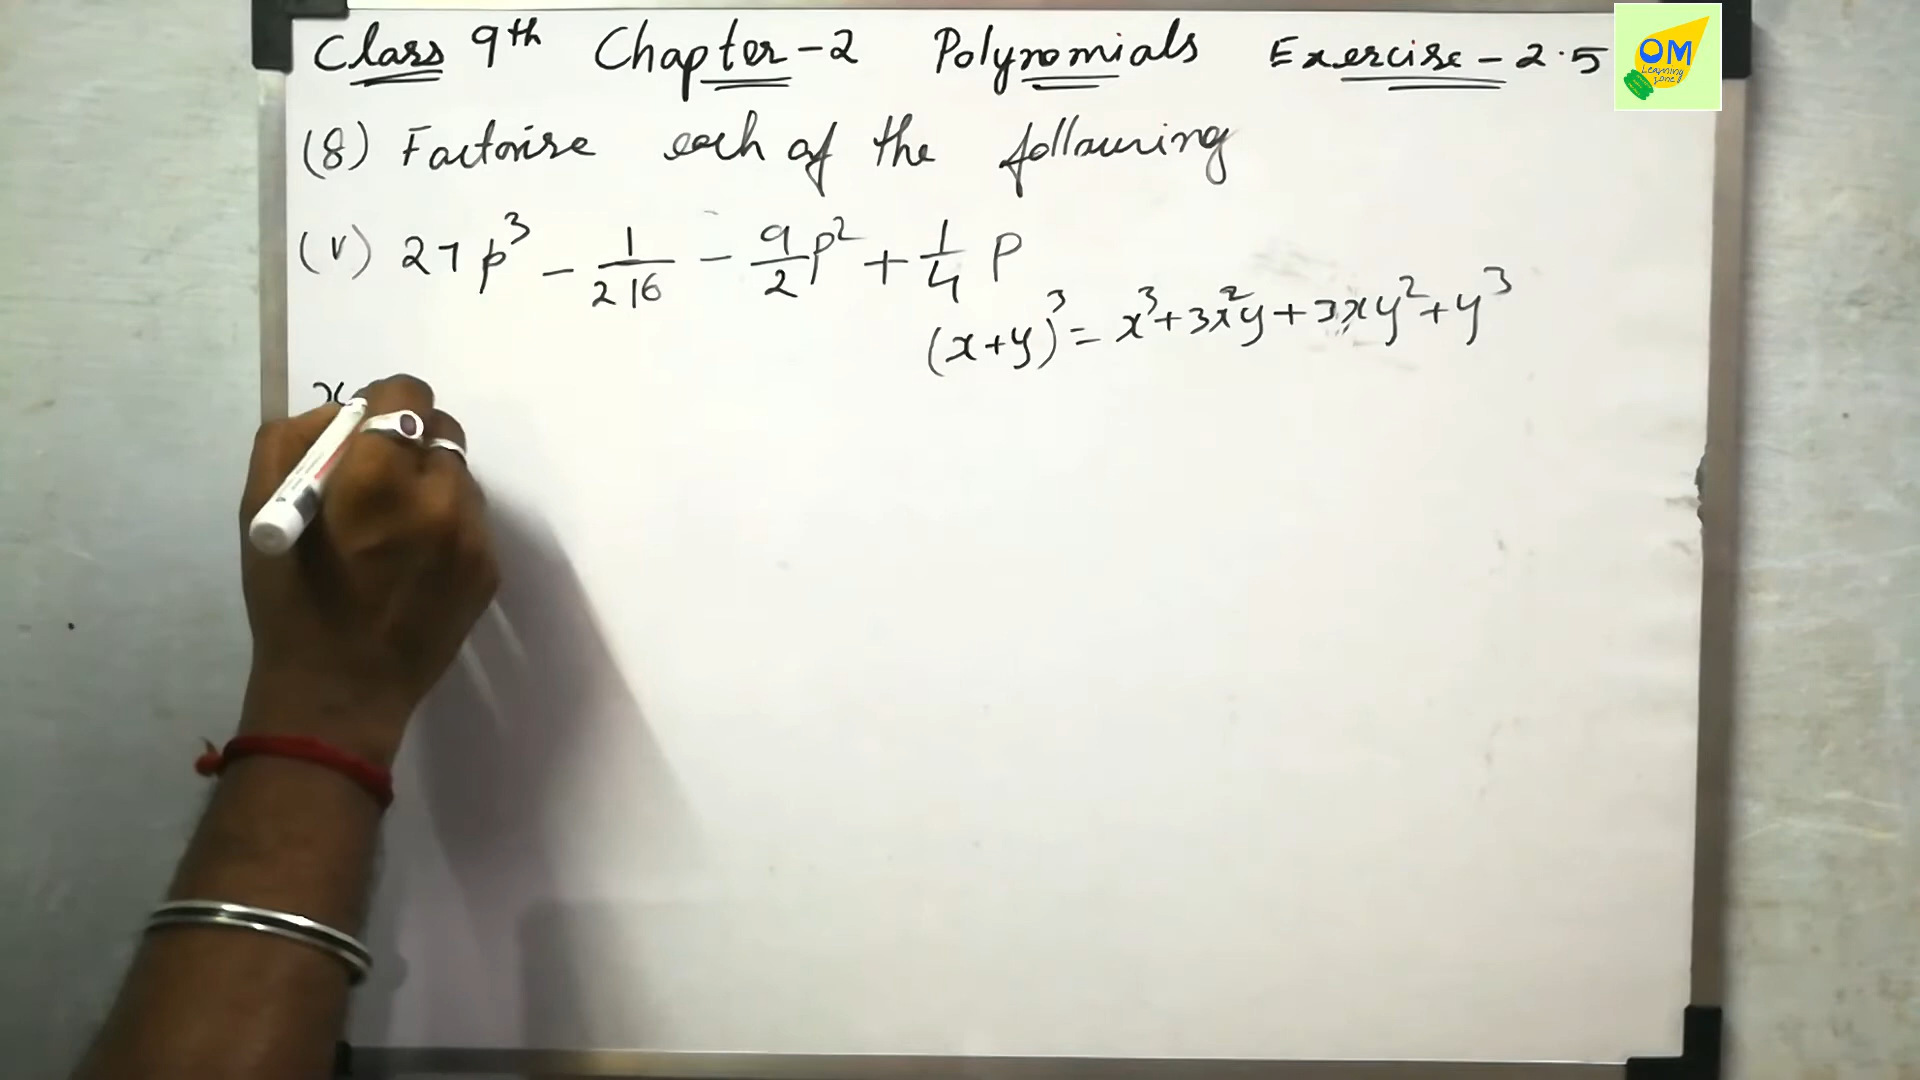 Class 9th Chapter-2 Polynomials Exercise-2.5
OM
Learning
Zone
(8) Factorise each of the following
(v) 27p³ - 1/216 - 9/2 p² + 1/4 p
(x+y)³ = x³+3x²y+3xy²+y³
x